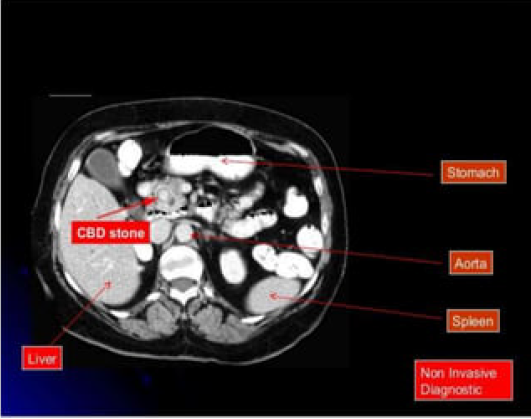 Stomach
CBD stone
Aorta
Spleen
Liver
Non Invasive
Diagnostic